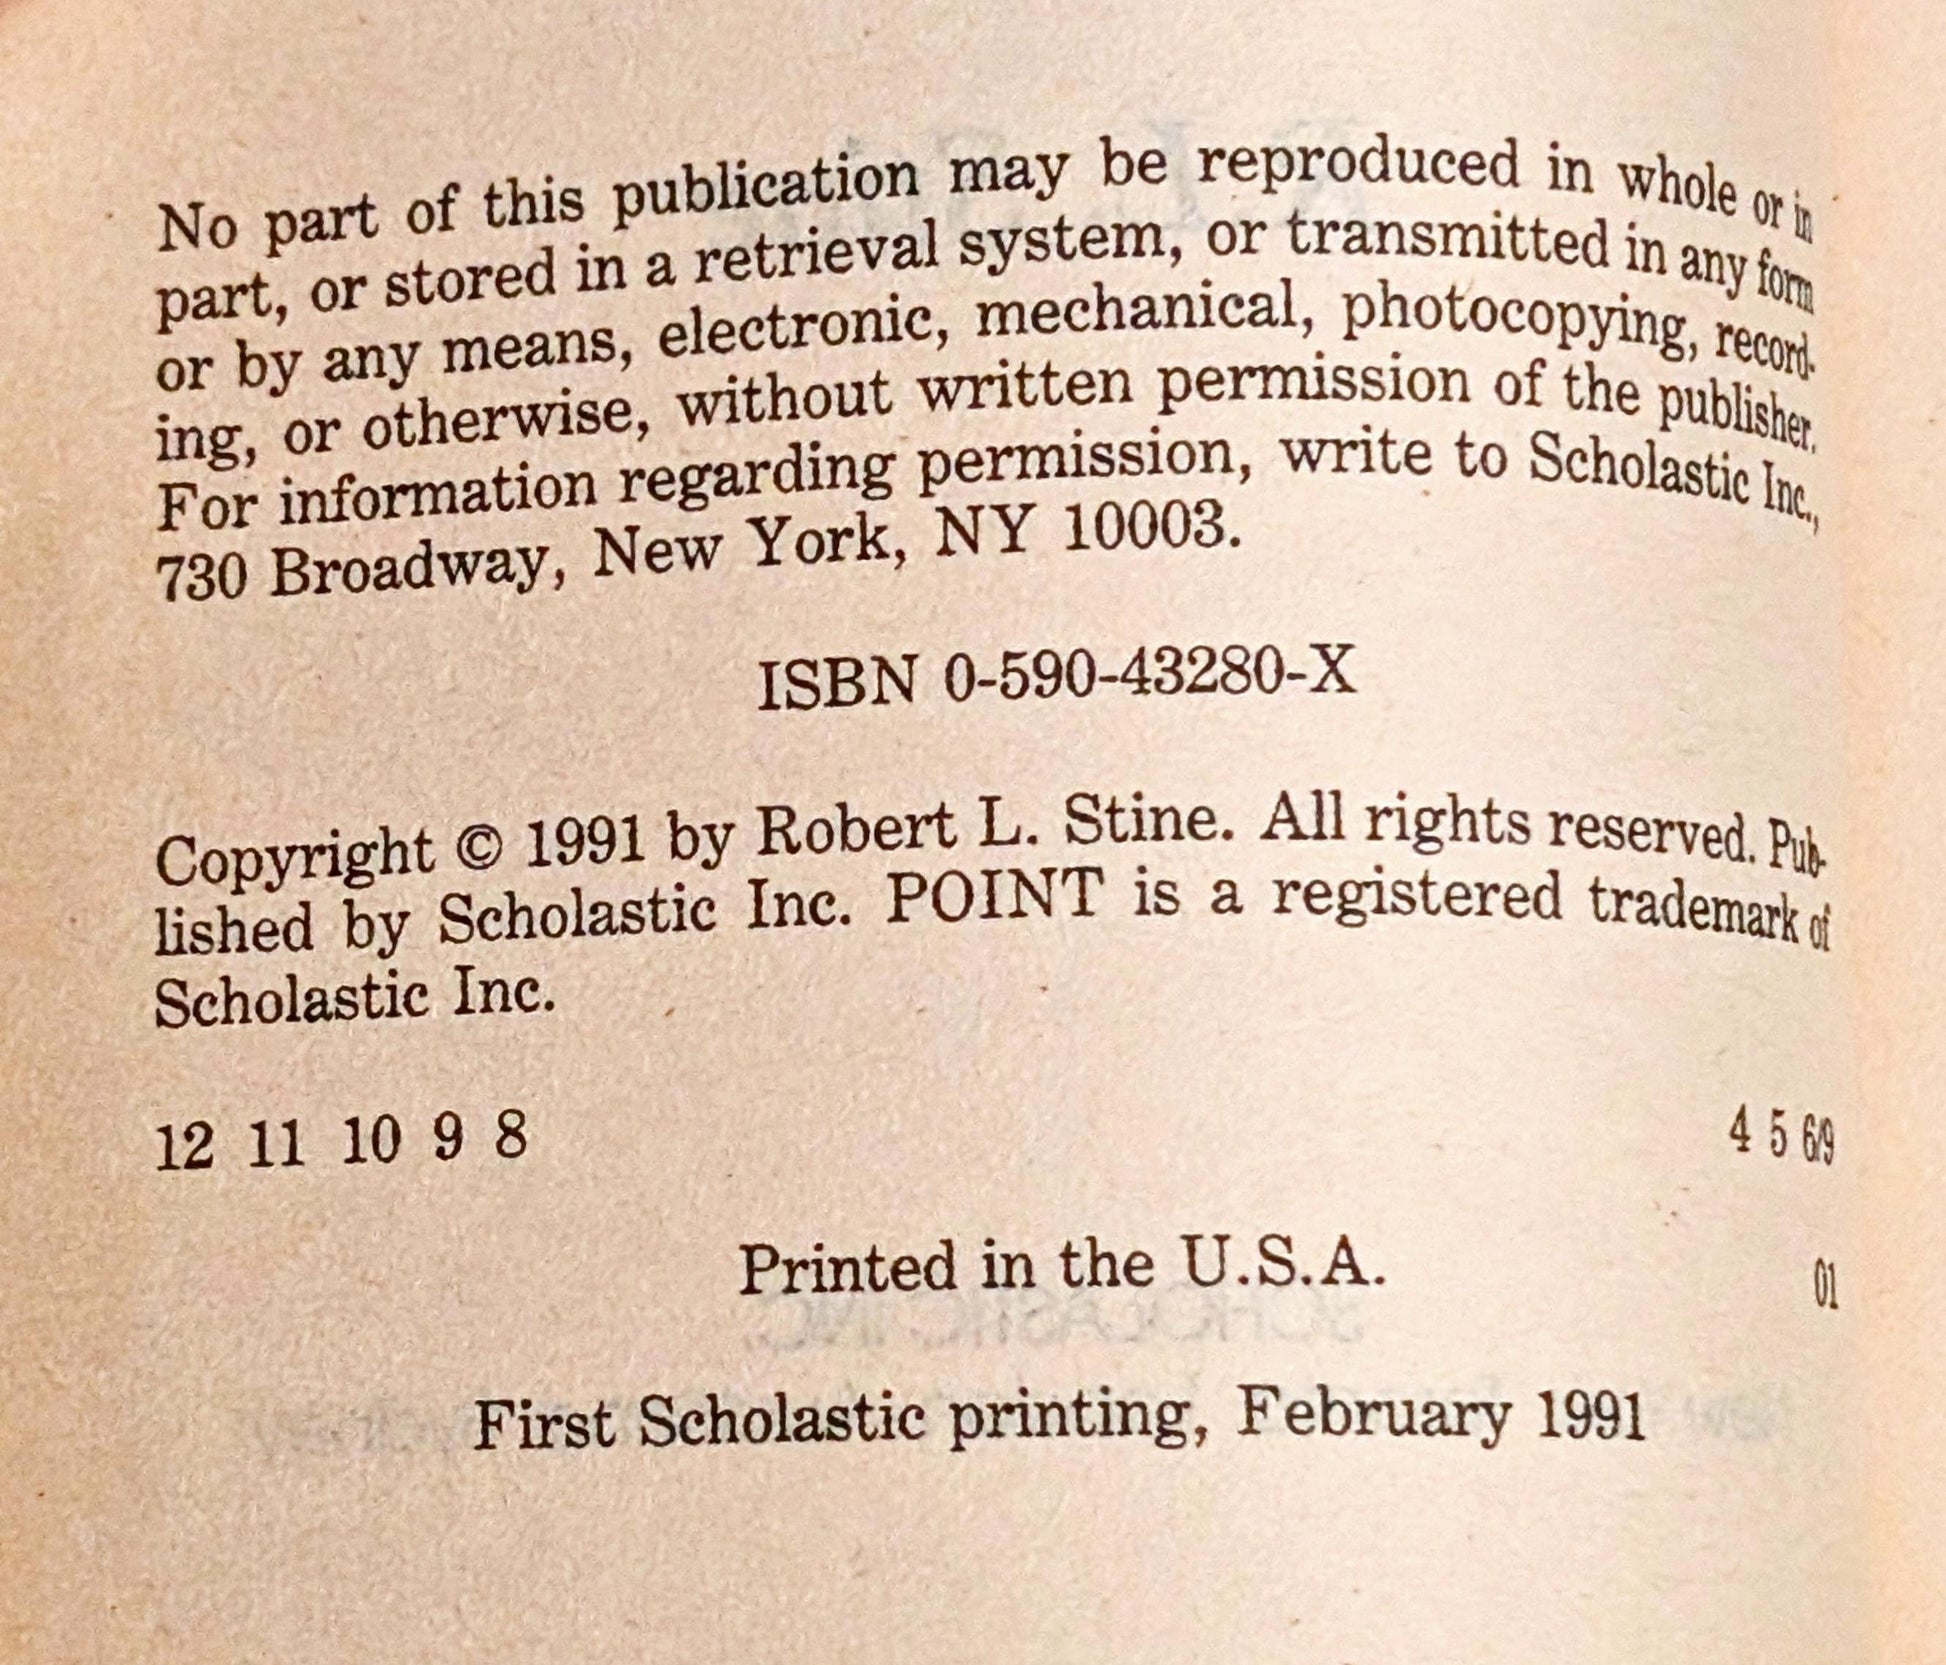 No part of this publication may be reproduced in whole or in
part, or stored in a retrieval system, or transmitted in any form
or by any means, electronic, mechanical, photocopying, record-
ing, or otherwise, without written permission of the publisher.
For information regarding permission, write to Scholastic Inc.,
730 Broadway, New York, NY 10003.
ISBN 0-590-43280-X
Copyright © 1991 by Robert L. Stine. All rights reserved. Pub-
lished by Scholastic Inc. POINT is a registered trademark of
Scholastic Inc.
12 11 10 9 8 4 5 6/9
Printed in the U.S.A. 01
First Scholastic printing, February 1991